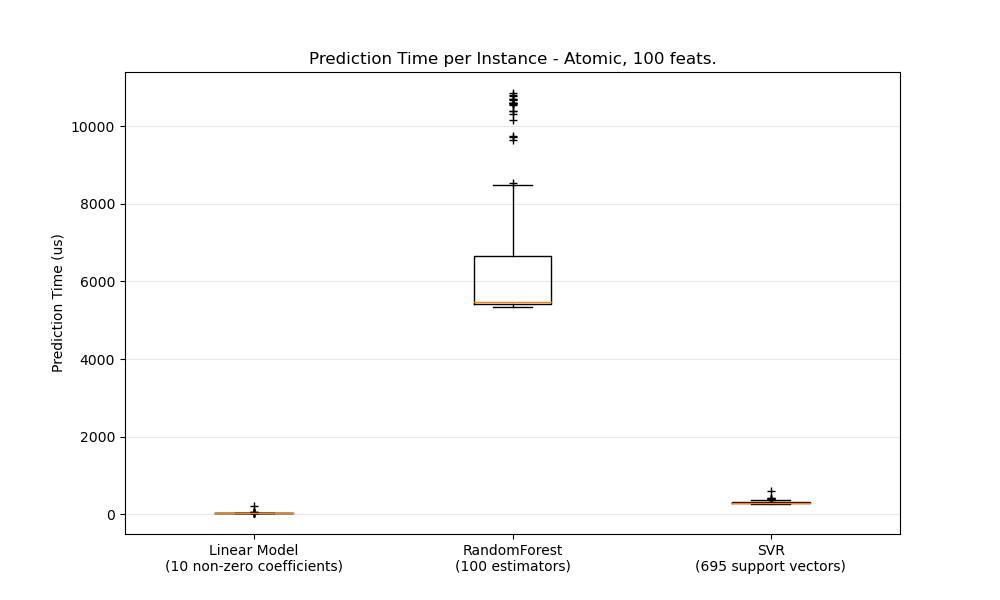 Prediction Time per Instance - Atomic, 100 feats.
Prediction Time (us)
10000
8000
6000
4000
2000
0
Linear Model
(10 non-zero coefficients)
RandomForest
(100 estimators)
SVR
(695 support vectors)